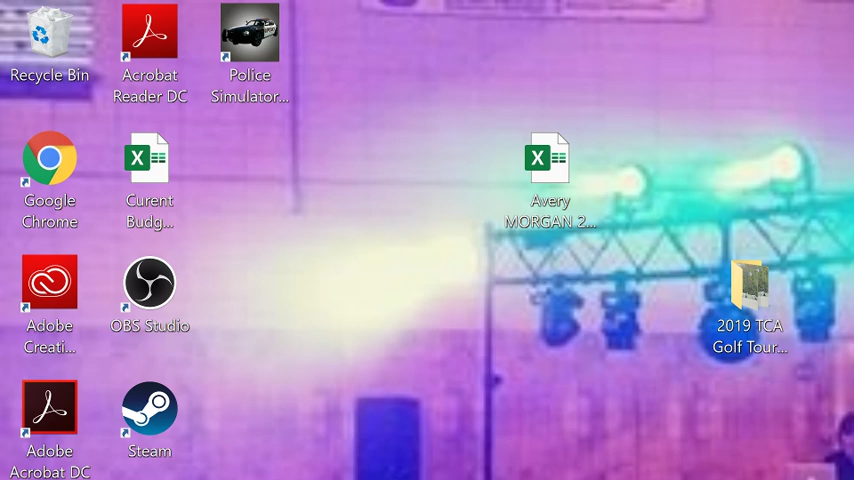 Recycle Bin
Acrobat
Reader DC
Police
Simulator...
Google
Chrome
Curent
Budg...
Avery
MORGAN 2...
Adobe
Creati...
OBS Studio
2019 TCA
Golf Tour...
Adobe
Acrobat DC
Steam